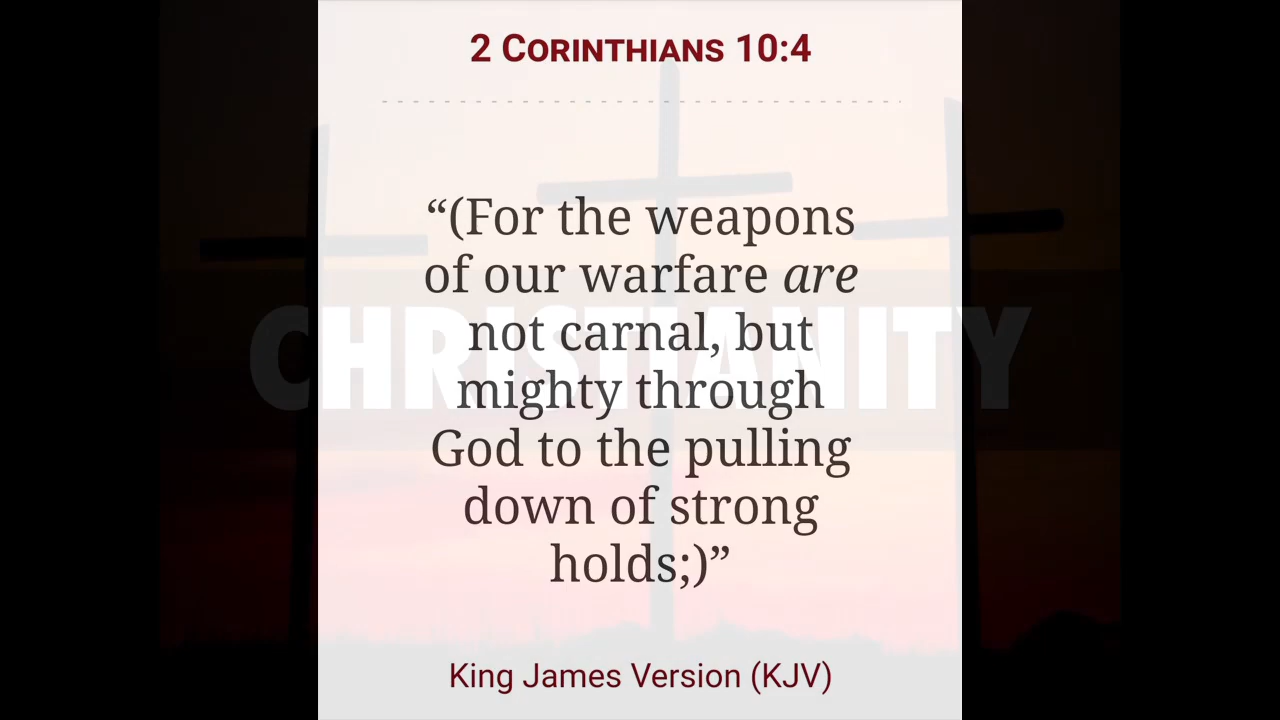 2 CORINTHIANS 10:4
“(For the weapons
of our warfare are
not carnal, but
mighty through
God to the pulling
down of strong
holds;)”
CHRISTIANITY
King James Version (KJV)